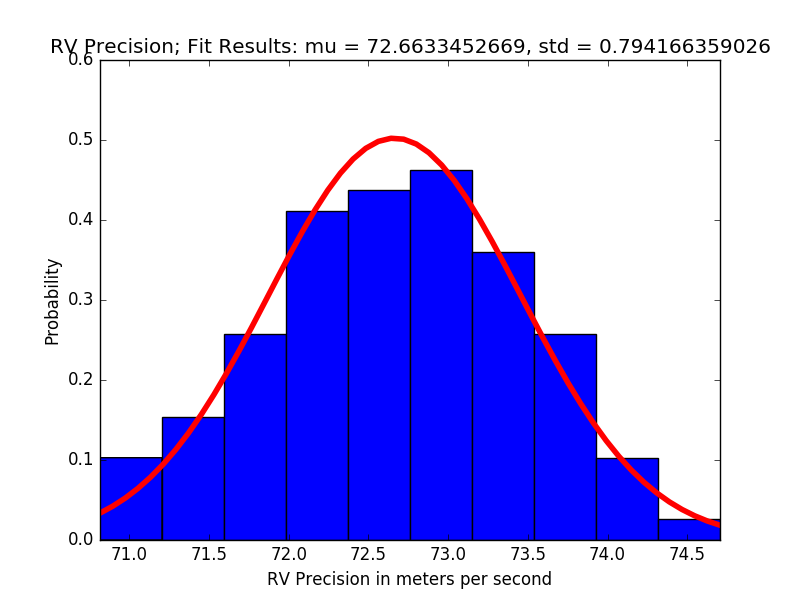 RV Precision; Fit Results: mu = 72.6633452669, std = 0.794166359026
0.6
0.5
0.4
0.3
0.2
0.1
0.0
Probability
71.0 71.5 72.0 72.5 73.0 73.5 74.0 74.5
RV Precision in meters per second